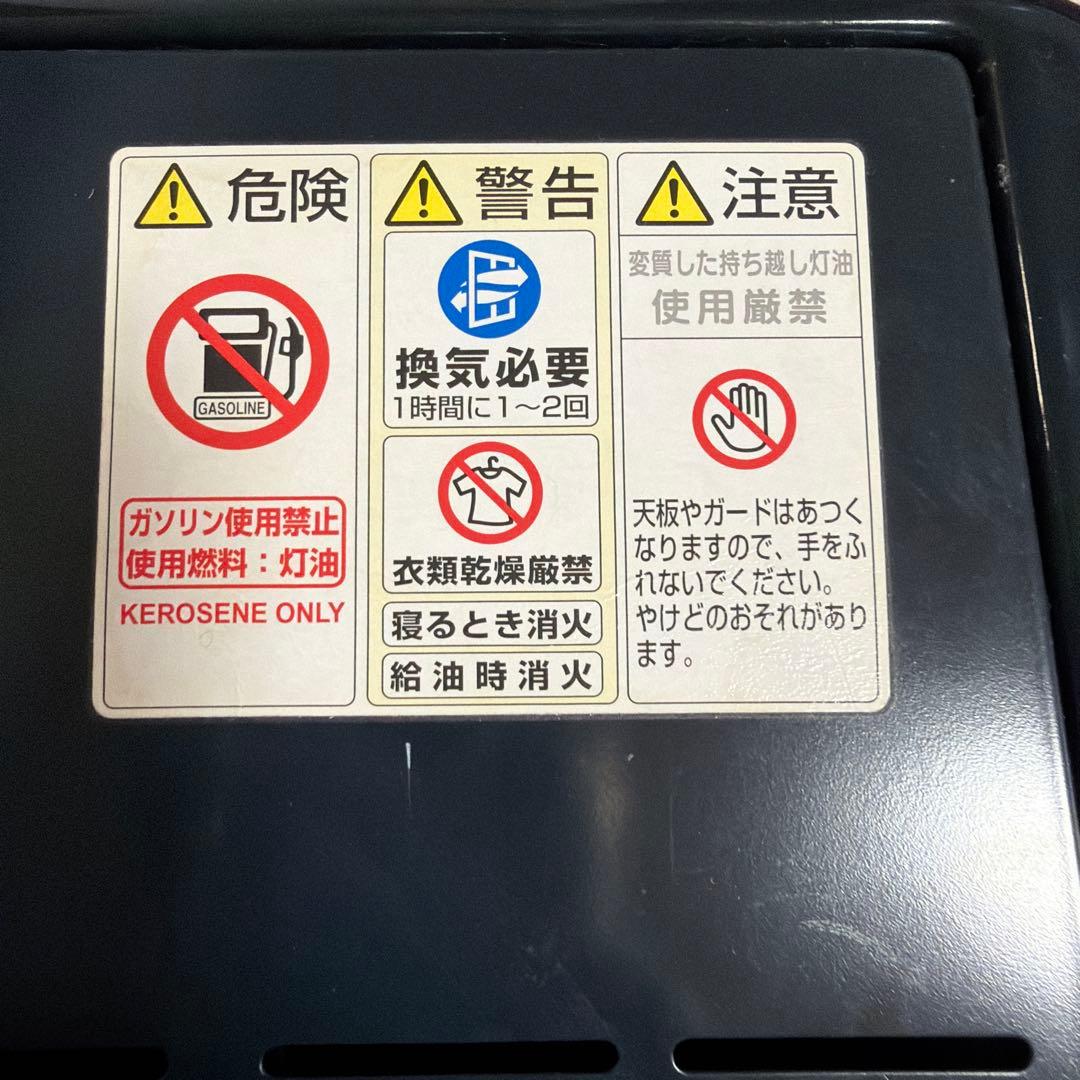 危険
GASOLINE
ガソリン使用禁止
使用燃料：灯油
KEROSENE ONLY
警告
換気必要
1時間に1～2回
衣類乾燥厳禁
寝るとき消火
給油時消火
注意
変質した持ち越し灯油
使用厳禁
天板やガードはあつく
なりますので、手をふ
れないでください。
やけどのおそれがあり
ます。